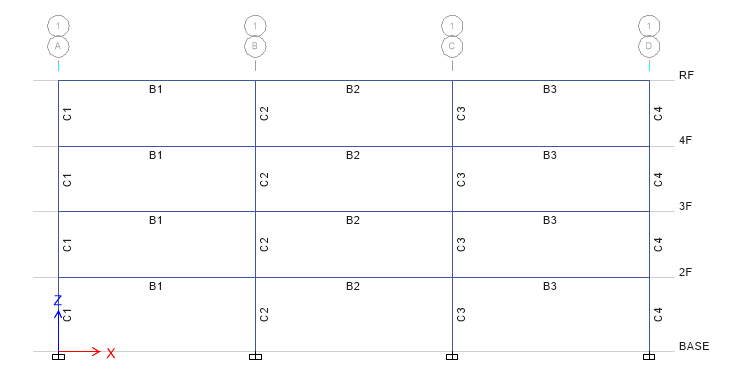 1 1 1 1
A B C D
RF
B1 B2 B3
C1 C2 C3 C4
4F
B1 B2 B3
C1 C2 C3 C4
3F
B1 B2 B3
C1 C2 C3 C4
2F
B1 B2 B3
Z
C1 C2 C3 C4
BASE
X